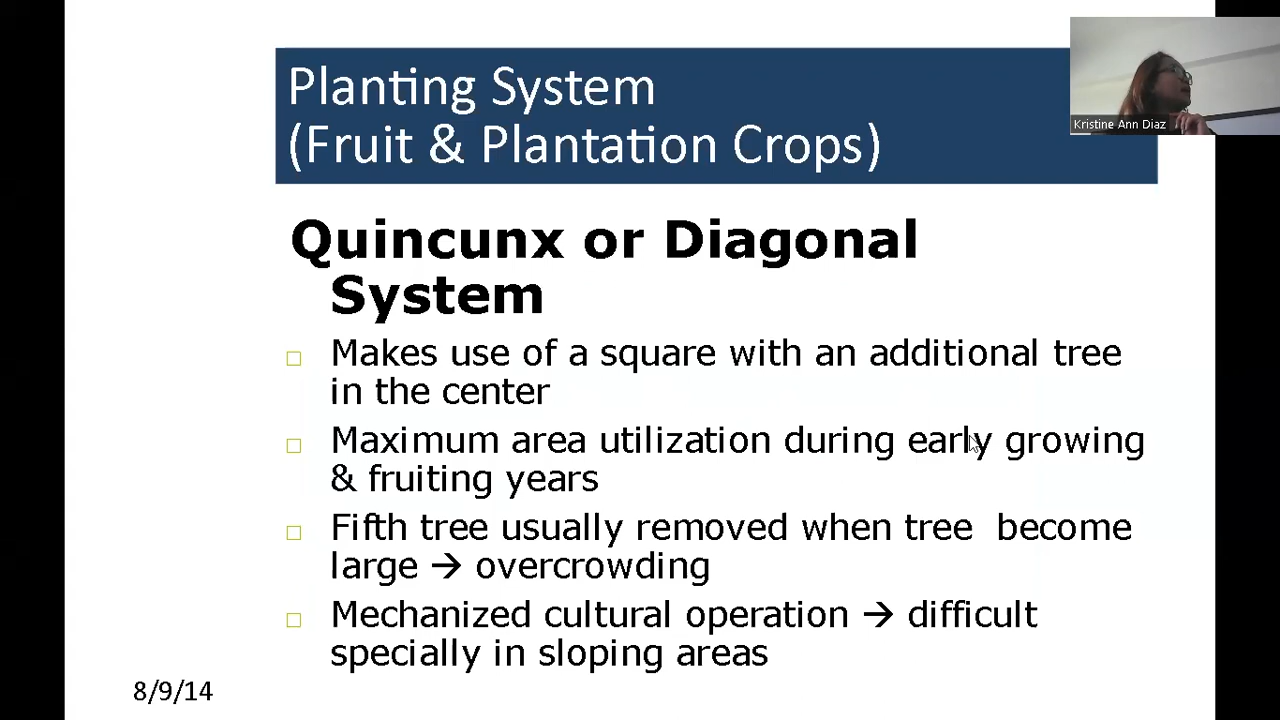 Planting System
(Fruit & Plantation Crops)
Kristine Ann Diaz
Quincunx or Diagonal
System
□ Makes use of a square with an additional tree
in the center
□ Maximum area utilization during early growing
& fruiting years
□ Fifth tree usually removed when tree become
large → overcrowding
□ Mechanized cultural operation → difficult
specially in sloping areas
8/9/14